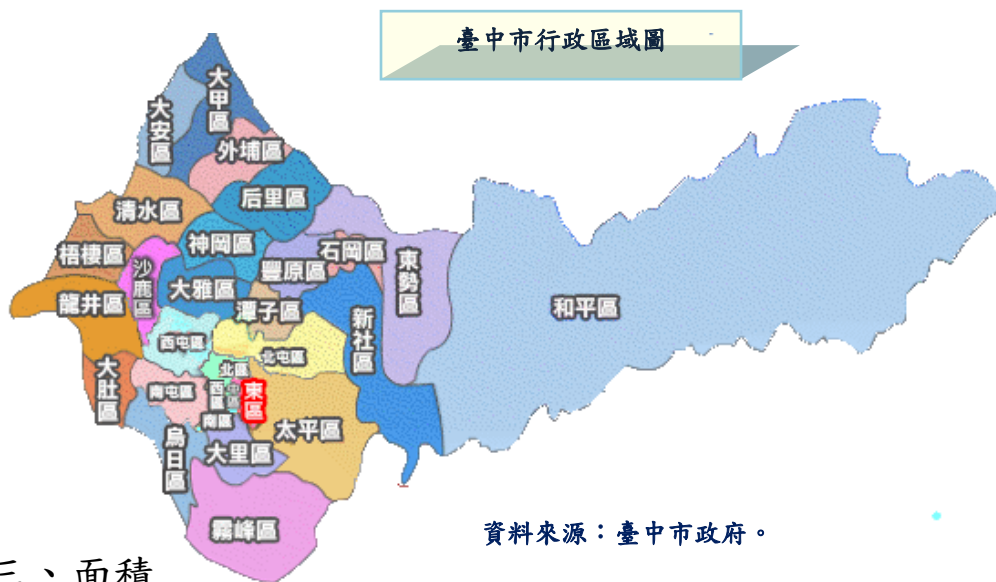 臺中市行政區域圖
大甲區
大安區
外埔區
后里區
清水區
神岡區
石岡區
梧棲區
沙鹿區
豐原區
東勢區
大雅區
龍井區
潭子區
和平區
新社區
西屯區
北屯區
大肚區
北區
南屯區
西區
中區
東區
南區
太平區
烏日區
大里區
霧峰區
資料來源：臺中市政府。
三、面積